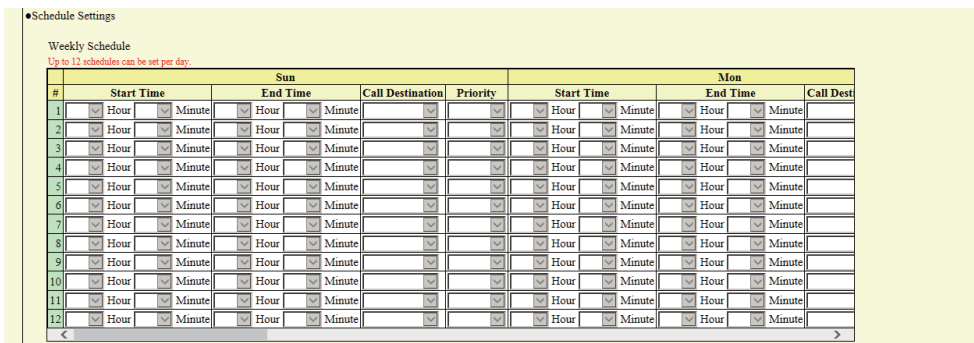 ●Schedule Settings
Weekly Schedule
Up to 12 schedules can be set per day.
Sun Mon
# Start Time End Time Call Destination Priority Start Time End Time Call Dest
1 Hour Minute Hour Minute Hour Minute Hour Minute
2 Hour Minute Hour Minute Hour Minute Hour Minute
3 Hour Minute Hour Minute Hour Minute Hour Minute
4 Hour Minute Hour Minute Hour Minute Hour Minute
5 Hour Minute Hour Minute Hour Minute Hour Minute
6 Hour Minute Hour Minute Hour Minute Hour Minute
7 Hour Minute Hour Minute Hour Minute Hour Minute
8 Hour Minute Hour Minute Hour Minute Hour Minute
9 Hour Minute Hour Minute Hour Minute Hour Minute
10 Hour Minute Hour Minute Hour Minute Hour Minute
11 Hour Minute Hour Minute Hour Minute Hour Minute
12 Hour Minute Hour Minute Hour Minute Hour Minute